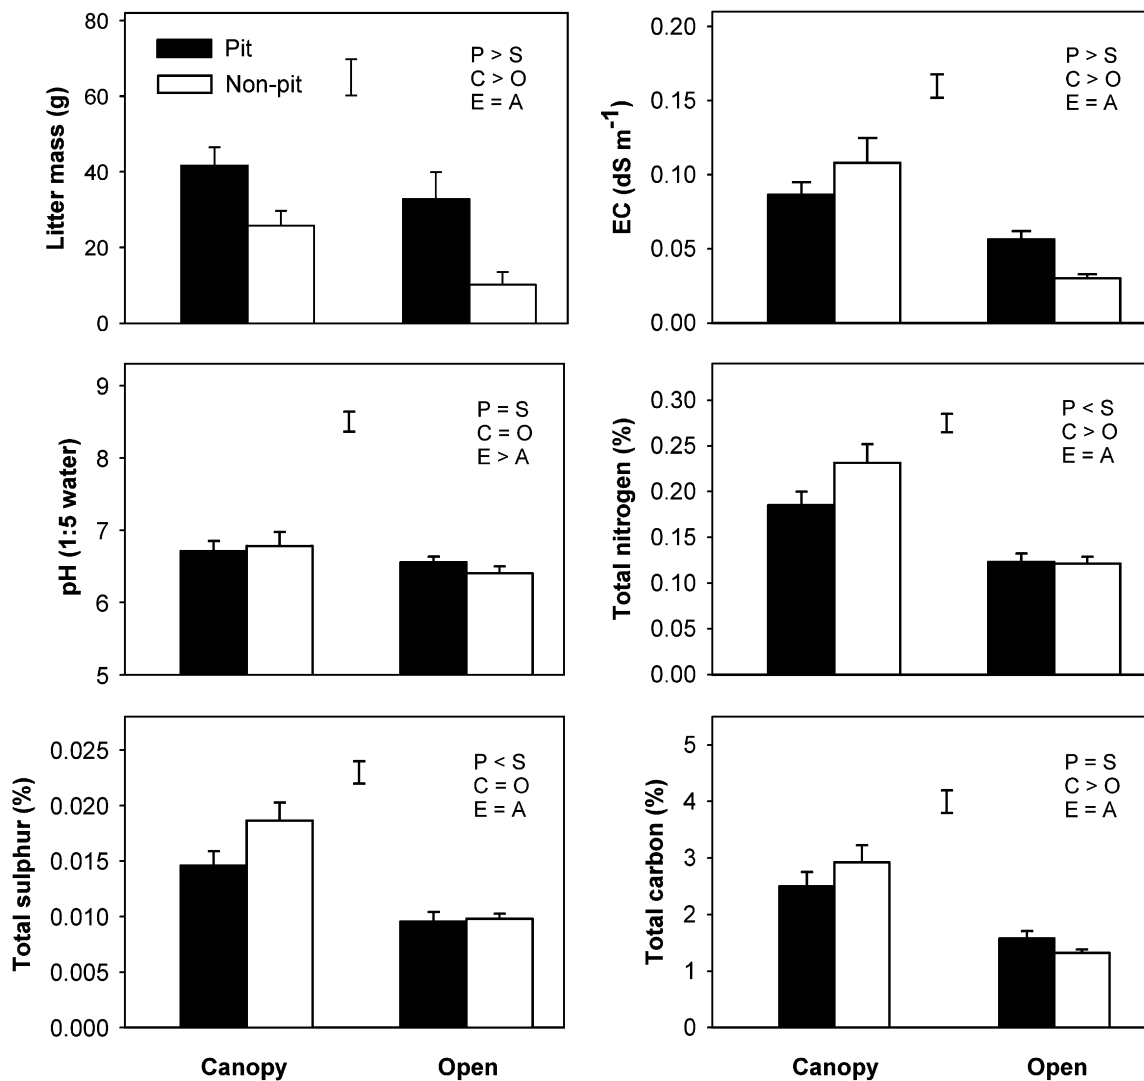 80
60
40
20
0
Litter mass (g)
Pit
Non-pit
P > S
C > O
E = A
0.20
0.15
0.10
0.05
0.00
EC (dS m-1)
P > S
C > O
E = A
9
8
7
6
5
pH (1:5 water)
P = S
C = O
E > A
0.30
0.25
0.20
0.15
0.10
0.05
0.00
Total nitrogen (%)
P < S
C > O
E = A
0.025
0.020
0.015
0.010
0.005
0.000
Total sulphur (%)
P < S
C = O
E = A
Canopy
Open
5
4
3
2
1
0
Total carbon (%)
P = S
C > O
E = A
Canopy
Open